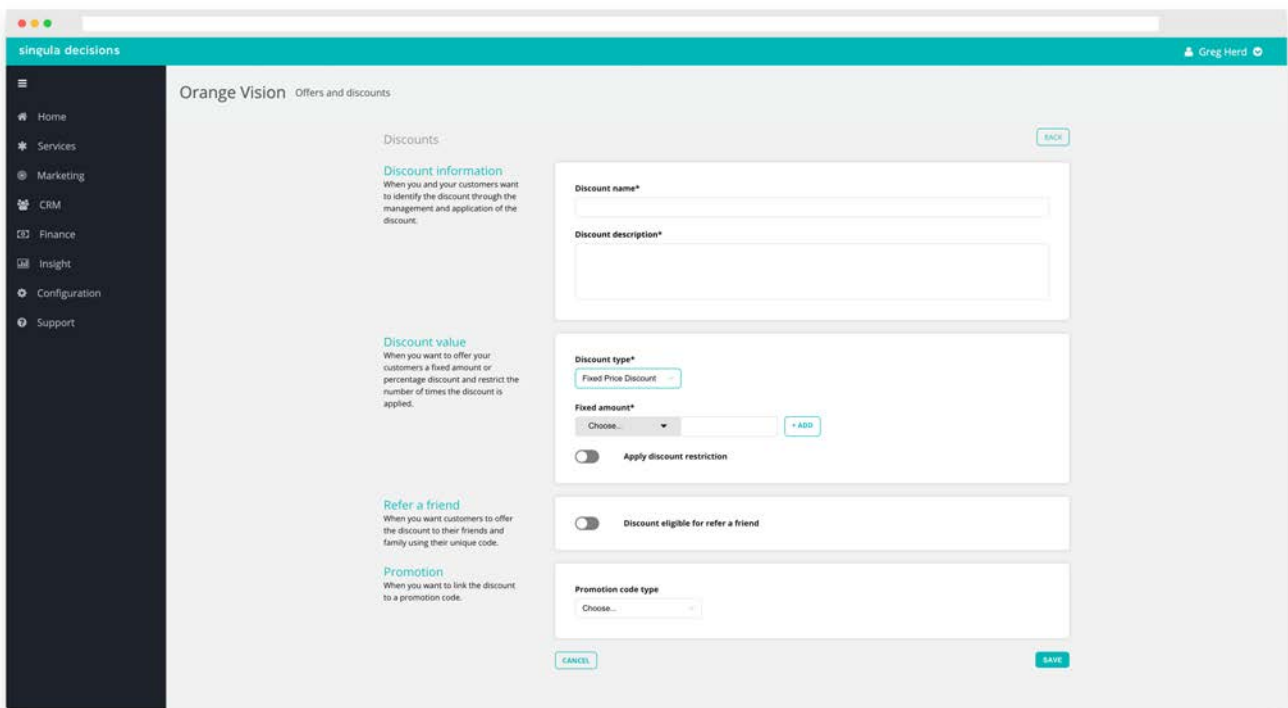 singula decisions
Greg Herd
Orange Vision Offers and discounts
Home
Services
Marketing
CRM
Finance
Insight
Configuration
Support
Discounts
BACK
Discount information
When you and your customers want
to identify the discount through the
management and application of the
discount.
Discount name*
Discount description*
Discount value
When you want to offer your
customers a fixed amount or
percentage discount and restrict the
number of times the discount is
applied.
Discount type*
Fixed Price Discount
Fixed amount*
Choose...
+ ADD
Apply discount restriction
Refer a friend
When you want customers to offer
the discount to their friends and
family using their unique code.
Discount eligible for refer a friend
Promotion
When you want to link the discount
to a promotion code.
Promotion code type
Choose...
CANCEL
SAVE